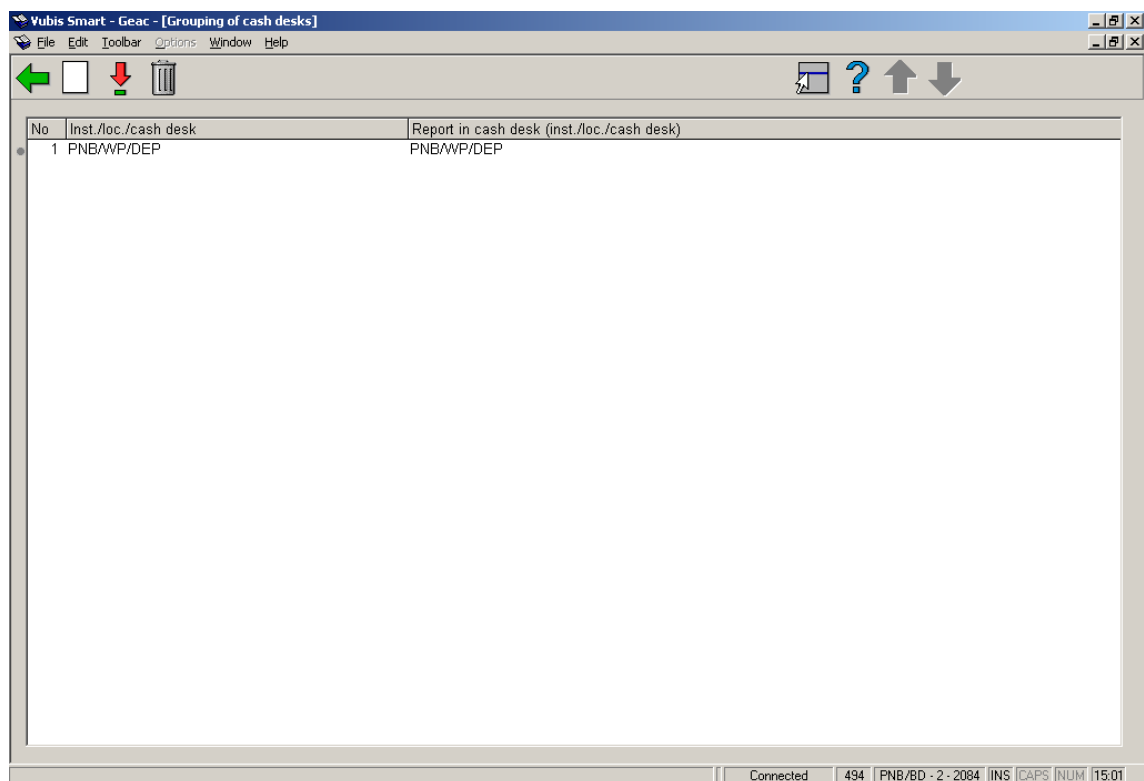 Vubis Smart - Geac - [Grouping of cash desks]
File Edit Toolbar Options Window Help
No Inst./loc./cash desk Report in cash desk (inst./loc./cash desk)
1 PNB/WP/DEP PNB/WP/DEP
Connected 494 PNB/BD - 2 - 2084 INS CAPS NUM 15:01